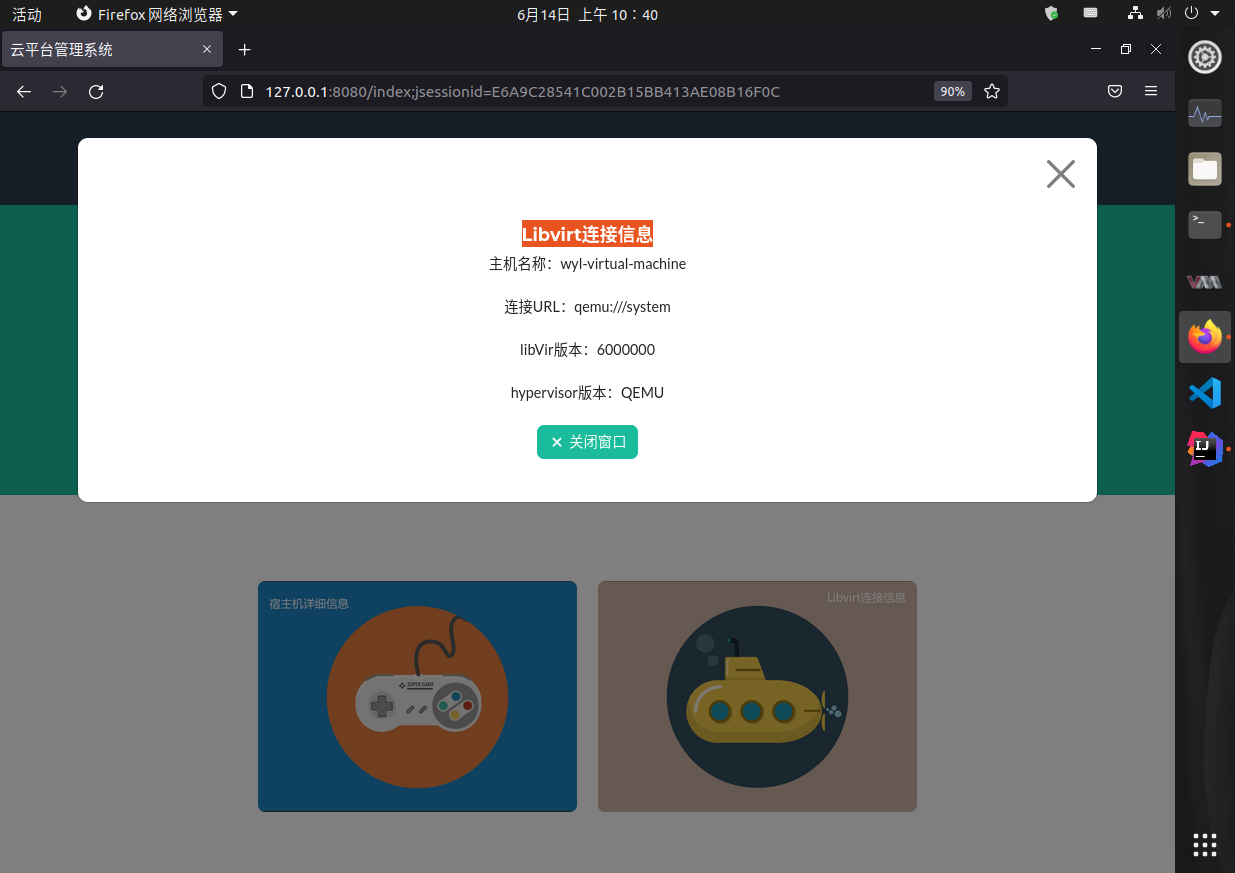 活动
Firefox 网络浏览器
6月14日 上午 10：40
云平台管理系统
127.0.0.1:8080/index;jsessionid=E6A9C28541C002B15BB413AE08B16F0C
90%
Libvirt连接信息
主机名称：wyl-virtual-machine
连接URL：qemu:///system
libVir版本：6000000
hypervisor版本：QEMU
× 关闭窗口
宿主机详细信息
SUPER GAME
Libvirt连接信息
IJ